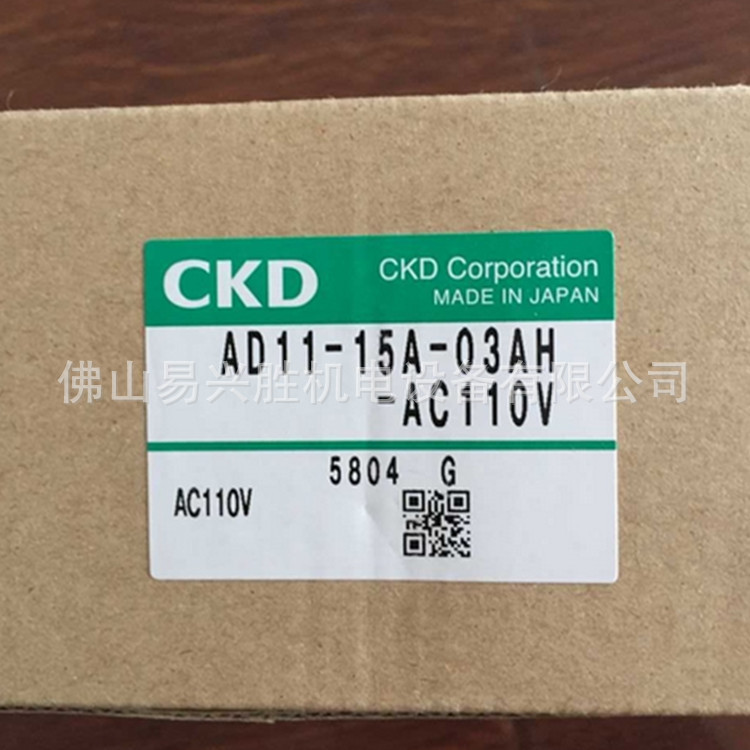 CKD
CKD Corporation
MADE IN JAPAN
AD11-15A-03AH
-AC110V
佛山易兴胜机电设备有限公司
5804 G
AC110V